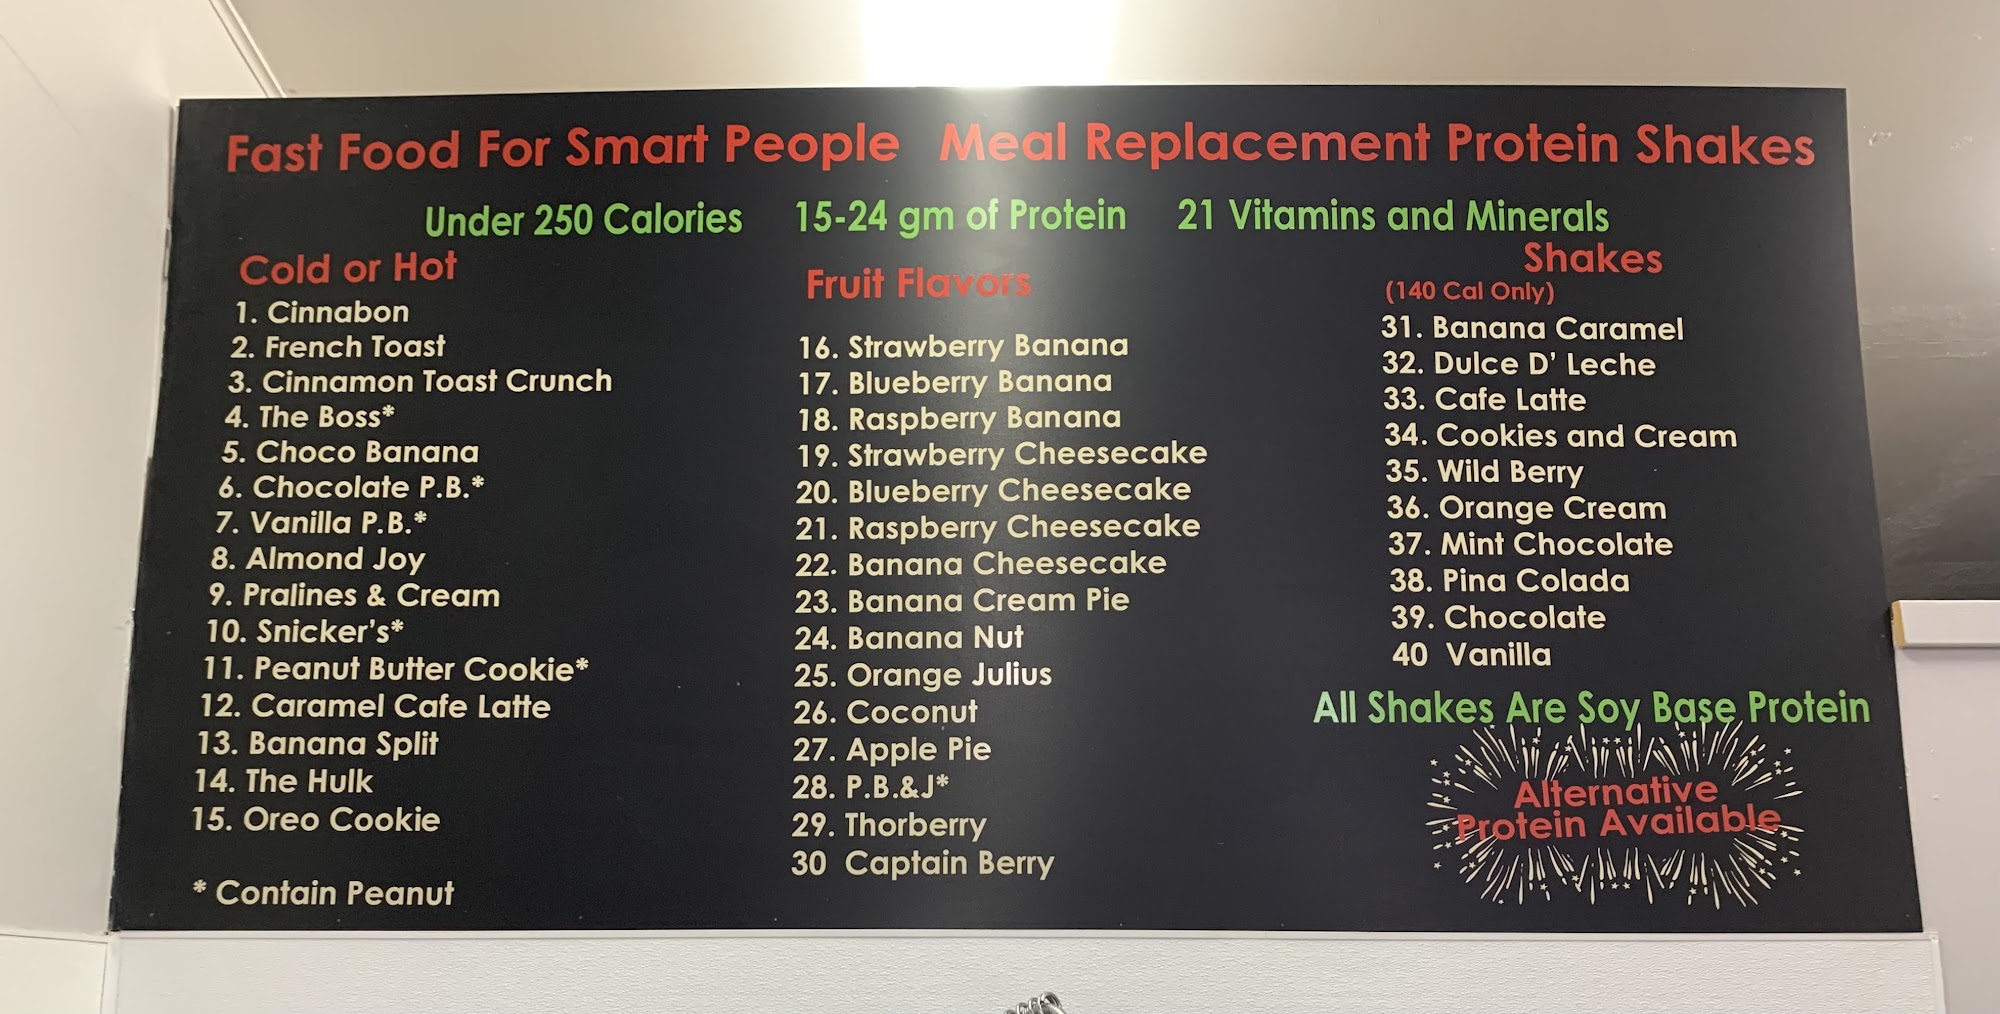 Fast Food For Smart People Meal Replacement Protein Shakes
Under 250 Calories 15-24 gm of Protein 21 Vitamins and Minerals
Cold or Hot
1. Cinnabon
2. French Toast
3. Cinnamon Toast Crunch
4. The Boss*
5. Choco Banana
6. Chocolate P.B.*
7. Vanilla P.B.*
8. Almond Joy
9. Pralines & Cream
10. Snicker's*
11. Peanut Butter Cookie*
12. Caramel Cafe Latte
13. Banana Split
14. The Hulk
15. Oreo Cookie
* Contain Peanut
Fruit Flavors
16. Strawberry Banana
17. Blueberry Banana
18. Raspberry Banana
19. Strawberry Cheesecake
20. Blueberry Cheesecake
21. Raspberry Cheesecake
22. Banana Cheesecake
23. Banana Cream Pie
24. Banana Nut
25. Orange Julius
26. Coconut
27. Apple Pie
28. P.B.&J*
29. Thorberry
30 Captain Berry
Shakes
(140 Cal Only)
31. Banana Caramel
32. Dulce D' Leche
33. Cafe Latte
34. Cookies and Cream
35. Wild Berry
36. Orange Cream
37. Mint Chocolate
38. Pina Colada
39. Chocolate
40 Vanilla
All Shakes Are Soy Base Protein
Alternative
Protein Available